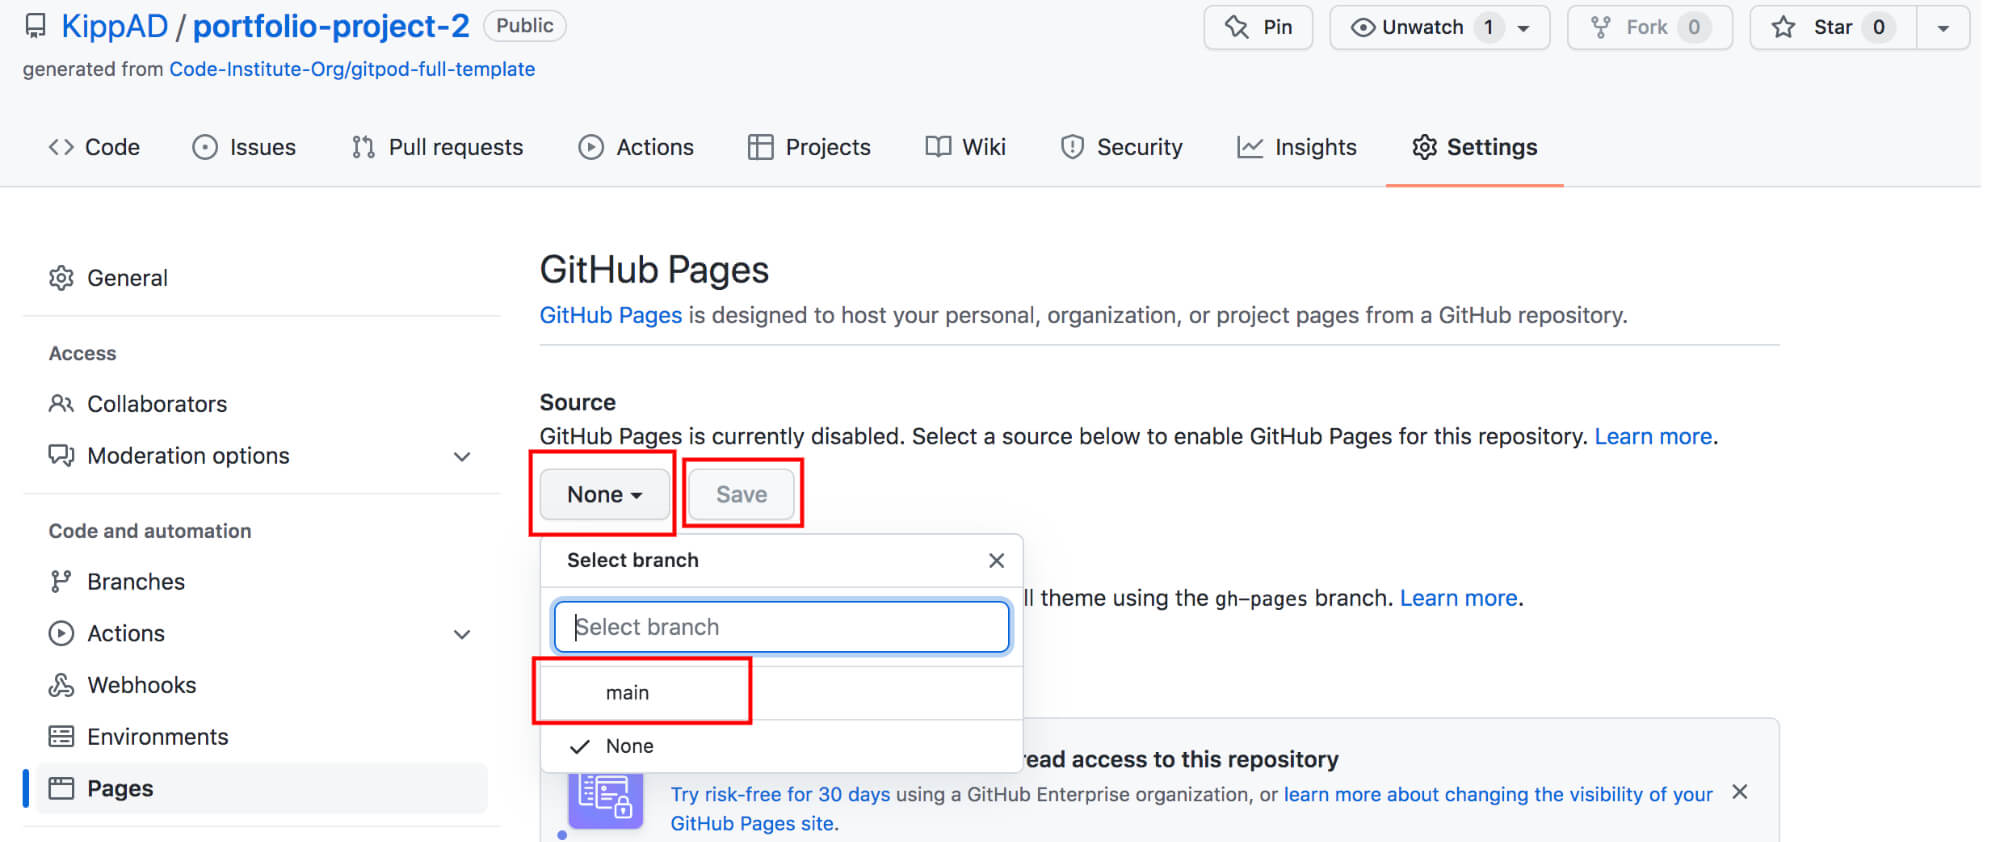 KippAD / portfolio-project-2 Public
Pin Unwatch 1 Fork 0 Star 0
generated from Code-Institute-Org/gitpod-full-template
Code Issues Pull requests Actions Projects Wiki Security Insights Settings
General
Access
Collaborators
Moderation options
Code and automation
Branches
Actions
Webhooks
Environments
Pages
GitHub Pages
GitHub Pages is designed to host your personal, organization, or project pages from a GitHub repository.
Source
GitHub Pages is currently disabled. Select a source below to enable GitHub Pages for this repository. Learn more.
None Save
Select branch
Select branch
main
None
theme using the gh-pages branch. Learn more.
access to this repository
Try risk-free for 30 days using a GitHub Enterprise organization, or learn more about changing the visibility of your
GitHub Pages site.